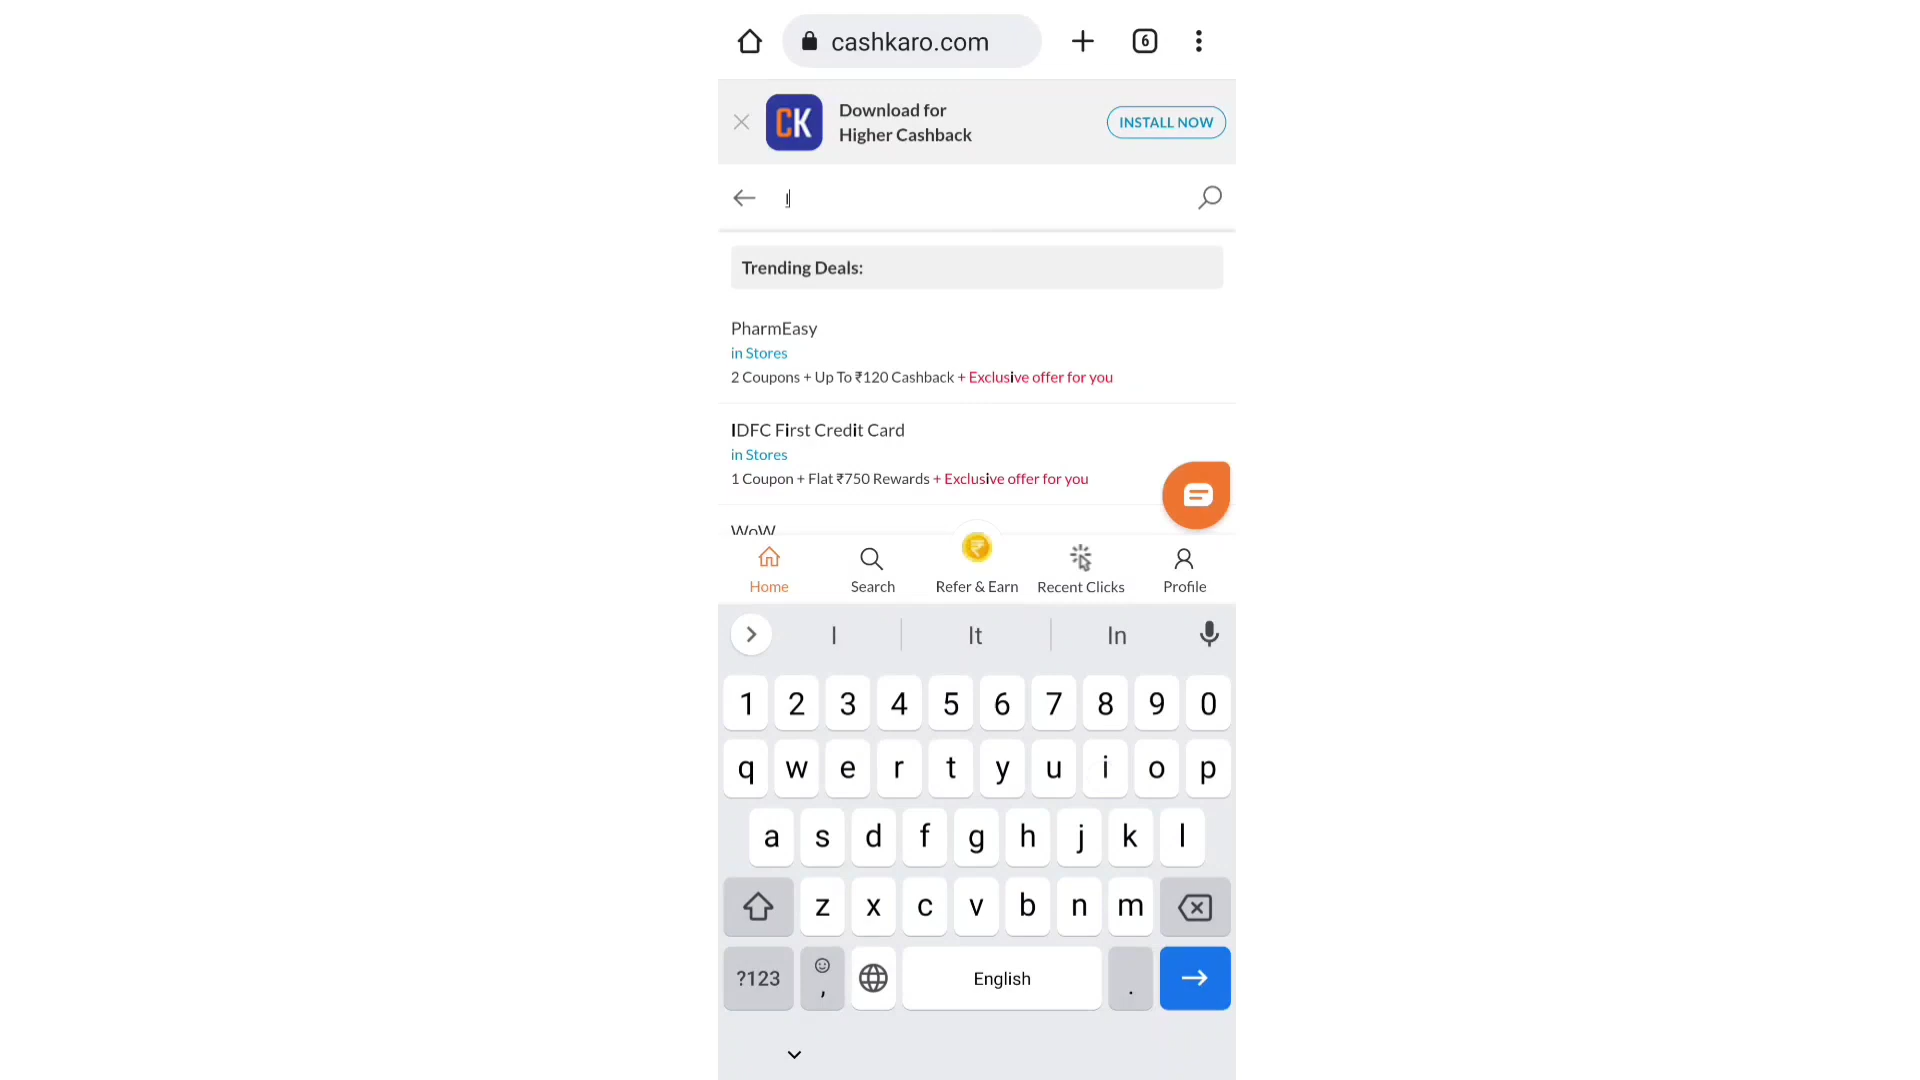 cashkaro.com
6
CK
Download for
Higher Cashback
INSTALL NOW
I
Trending Deals:
PharmEasy
in Stores
2 Coupons + Up To ₹120 Cashback + Exclusive offer for you
IDFC First Credit Card
in Stores
1 Coupon + Flat ₹750 Rewards + Exclusive offer for you
WoW
Home
Search
Refer & Earn
Recent Clicks
Profile
I
It
In
1 2 3 4 5 6 7 8 9 0
q w e r t y u i o p
a s d f g h j k l
z x c v b n m
?123 , English .